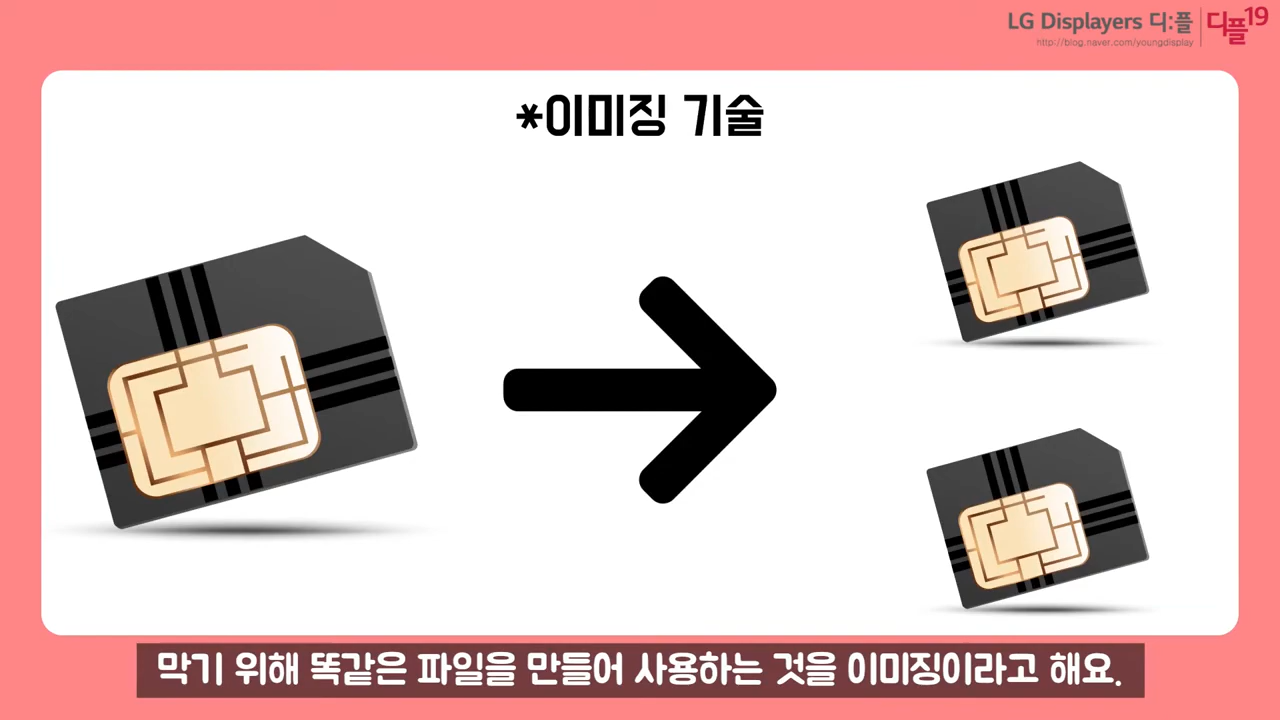 LG Displayers 디:플
디플19
http://blog.naver.com/youngdisplay
*이미징 기술
막기 위해 똑같은 파일을 만들어 사용하는 것을 이미징이라고 해요.